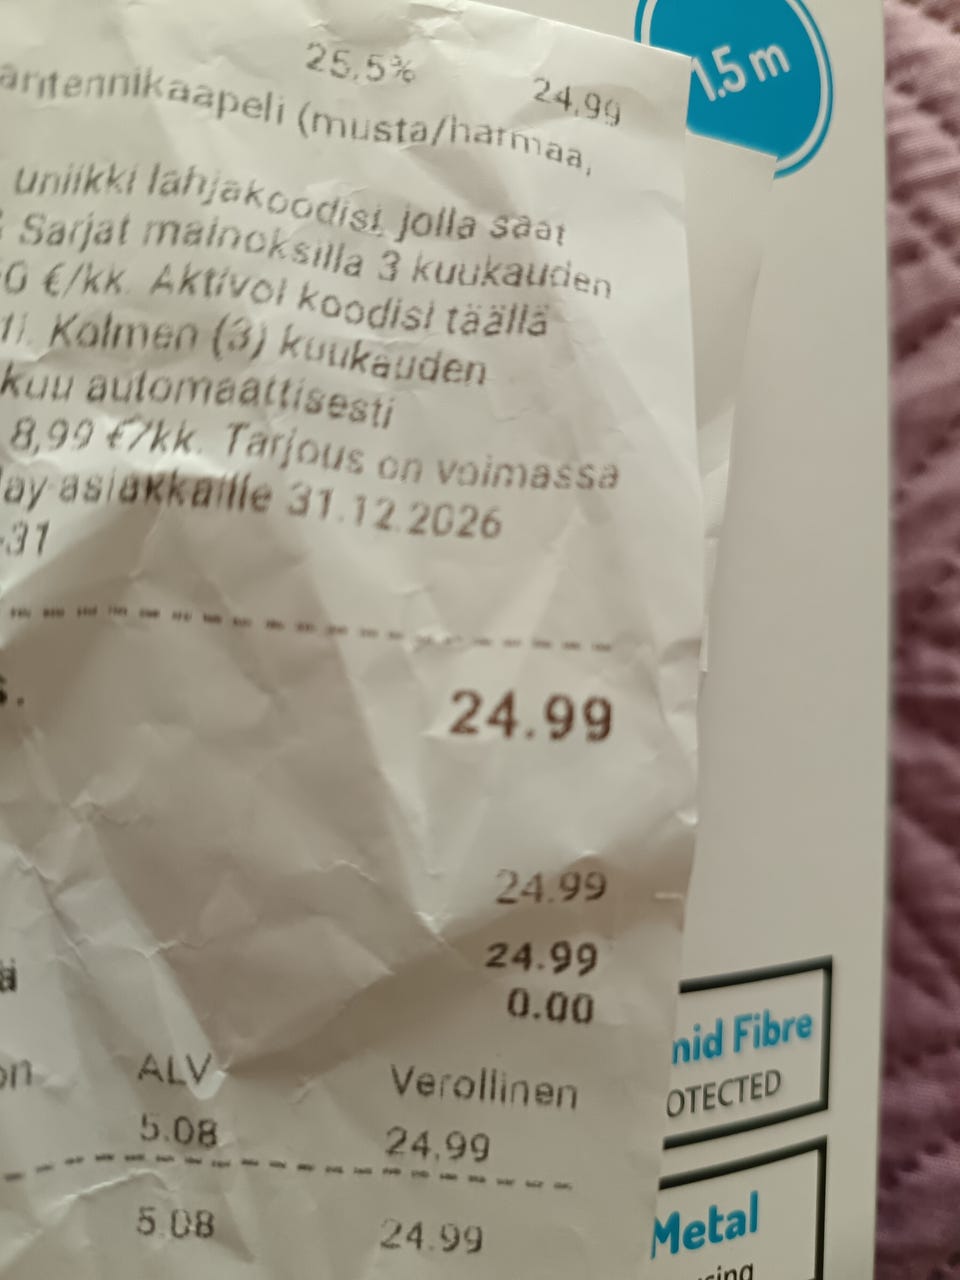 25.5% 24.99
antennikaapeli (musta/harmaa,
uniikki lahjakoodisi, jolla saat
Sarjat mainoksilla 3 kuukauden
0 €/kk. Aktivoi koodisi täällä
Kolmen (3) kuukauden
automaattisesti
8,99 €/kk. Tarjous on voimassa
lay-asiakkaille 31.12.2026
-31
24.99
24.99
24.99
0.00
ALV Verollinen
5.08 24.99
5.08 24.99
1.5 m
mid Fibre
OTECTED
Metal